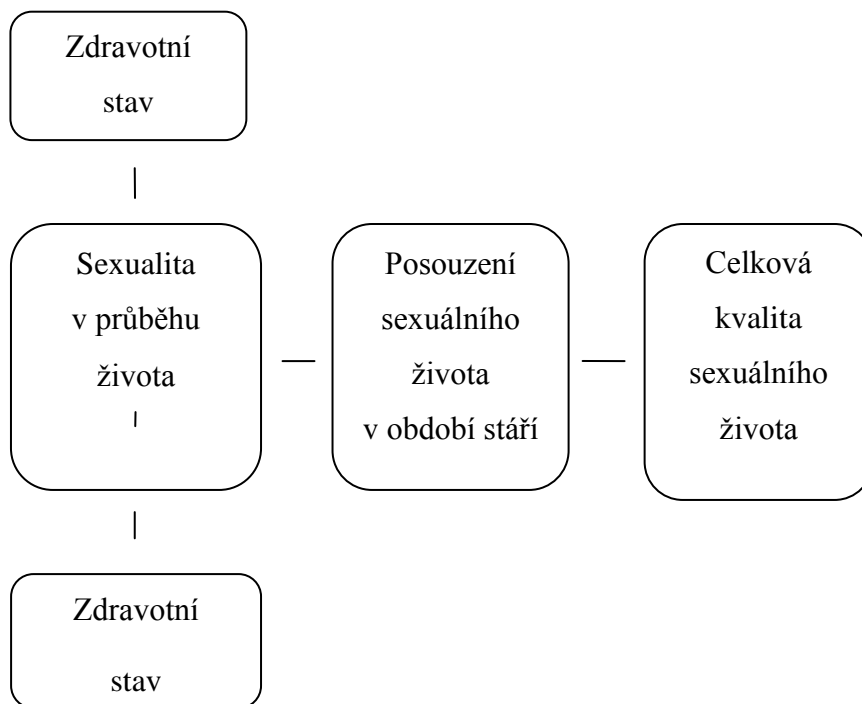 Zdravotní
stav
Sexualita
v průběhu
života
Posouzení
sexuálního
života
v období stáří
Celková
kvalita
sexuálního
života
Zdravotní
stav